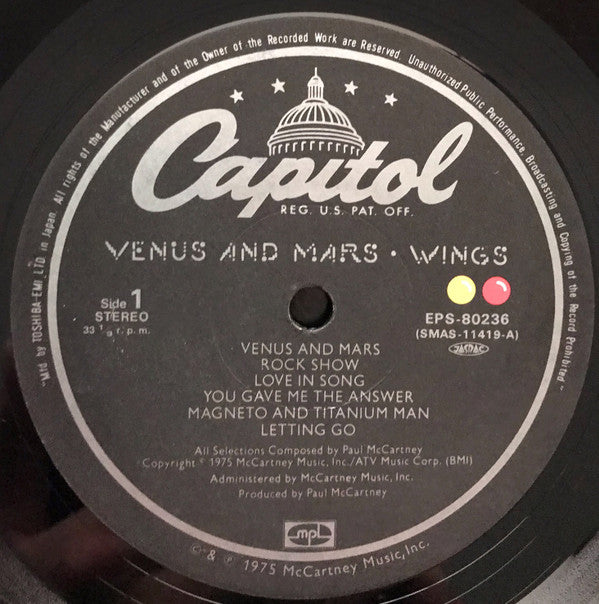 "Mfd by TOSHIBA-EMI LTD in Japan. All rights of the Manufacturer and of the Owner of the Recorded Work are Reserved. Unauthorized Public Performance, Broadcasting and Copying of the Record Prohibited"
Capitol
REG. U.S. PAT. OFF.
VENUS AND MARS • WINGS
Side 1
STEREO
33 1/3 r.p.m.
EPS-80236
(SMAS-11419-A)
JASRAC
VENUS AND MARS
ROCK SHOW
LOVE IN SONG
YOU GAVE ME THE ANSWER
MAGNETO AND TITANIUM MAN
LETTING GO
All Selections Composed by Paul McCartney
Copyright © 1975 McCartney Music, Inc./ATV Music Corp. (BMI)
Administered by McCartney Music, Inc.
Produced by Paul McCartney
mpl
© & ℗ 1975 McCartney Music, Inc.